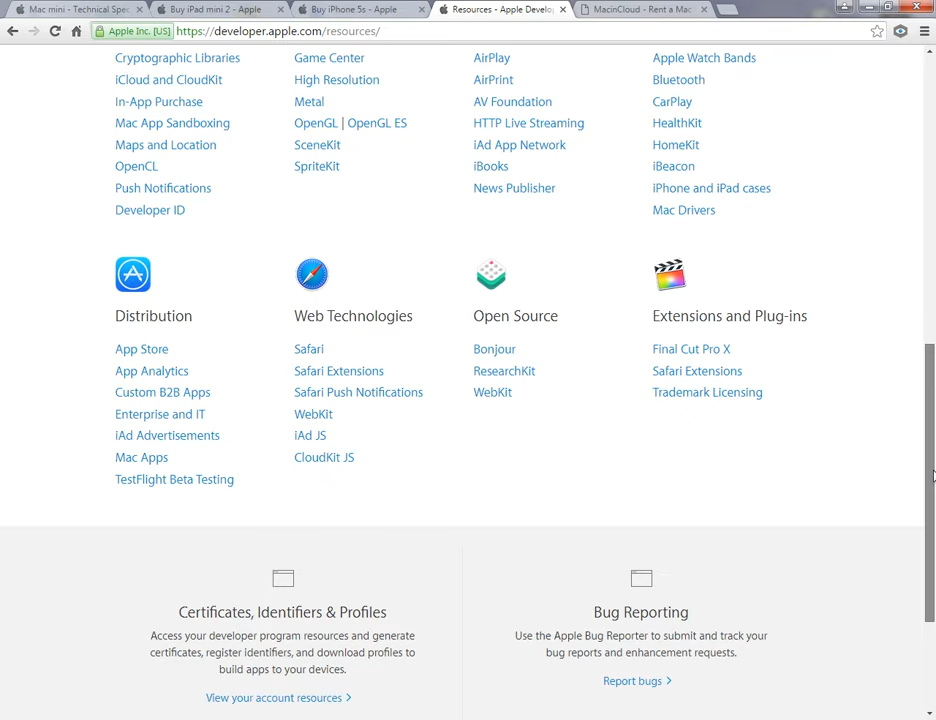 Mac mini - Technical Spec
Buy iPad mini 2 - Apple
Buy iPhone 5s - Apple
Resources - Apple Develo
MacinCloud - Rent a Mac
Apple Inc. [US]
https://developer.apple.com/resources/
Cryptographic Libraries
iCloud and CloudKit
In-App Purchase
Mac App Sandboxing
Maps and Location
OpenCL
Push Notifications
Developer ID
Game Center
High Resolution
Metal
OpenGL | OpenGL ES
SceneKit
SpriteKit
AirPlay
AirPrint
AV Foundation
HTTP Live Streaming
iAd App Network
iBooks
News Publisher
Apple Watch Bands
Bluetooth
CarPlay
HealthKit
HomeKit
iBeacon
iPhone and iPad cases
Mac Drivers
Distribution
App Store
App Analytics
Custom B2B Apps
Enterprise and IT
iAd Advertisements
Mac Apps
TestFlight Beta Testing
Web Technologies
Safari
Safari Extensions
Safari Push Notifications
WebKit
iAd JS
CloudKit JS
Open Source
Bonjour
ResearchKit
WebKit
Extensions and Plug-ins
Final Cut Pro X
Safari Extensions
Trademark Licensing
Certificates, Identifiers & Profiles
Access your developer program resources and generate
certificates, register identifiers, and download profiles to
build apps to your devices.
View your account resources >
Bug Reporting
Use the Apple Bug Reporter to submit and track your
bug reports and enhancement requests.
Report bugs >